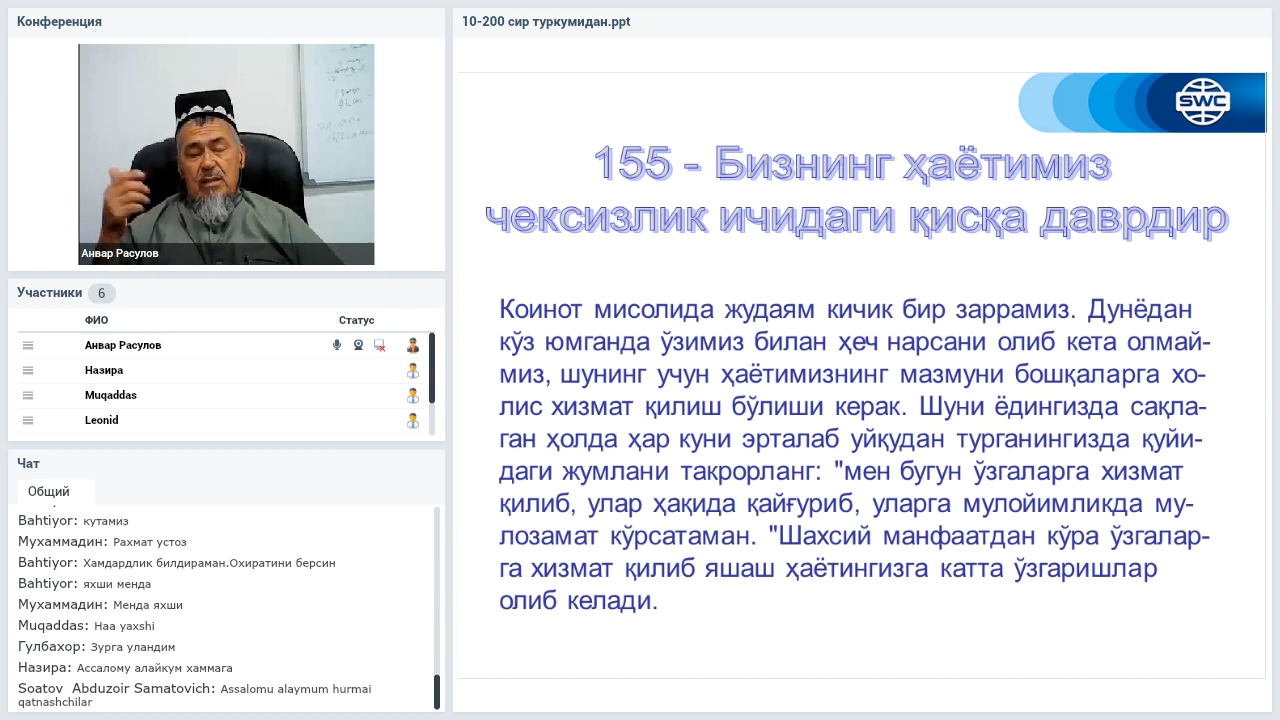 Конференция
Анвар Расулов
Участники 6
ФИО Статус
Анвар Расулов
Назира
Muqaddas
Leonid
Чат
Общий
Bahtiyor: кутамиз
Мухаммадин: Рахмат устоз
Bahtiyor: Хамдардлик билдираман.Охиратини берсин
Bahtiyor: яхши менда
Мухаммадин: Менда яхши
Muqaddas: Haa yaxshi
Гулбахор: Зурга уландим
Назира: Ассалому алайкум хаммага
Soatov Abduzoir Samatovich: Assalomu alaymum hurmai
qatnashchilar
10-200 сир туркумидан.ppt
SWC
155 - Бизнинг ҳаётимиз
чексизлик ичидаги қисқа даврдир
Коинот мисолида жудаям кичик бир заррамиз. Дунёдан
кўз юмганда ўзимиз билан ҳеч нарсани олиб кета олмай-
миз, шунинг учун ҳаётимизнинг мазмуни бошқаларга хо-
лис хизмат қилиш бўлиши керак. Шуни ёдингизда сақла-
ган ҳолда ҳар куни эрталаб уйқудан турганингизда қуйи-
даги жумлани такрорланг: "мен бугун ўзгаларга хизмат
қилиб, улар ҳақида қайғуриб, уларга мулойимликда му-
лозамат кўрсатаман. "Шахсий манфаатдан кўра ўзгалар-
га хизмат қилиб яшаш ҳаётингизга катта ўзгаришлар
олиб келади.